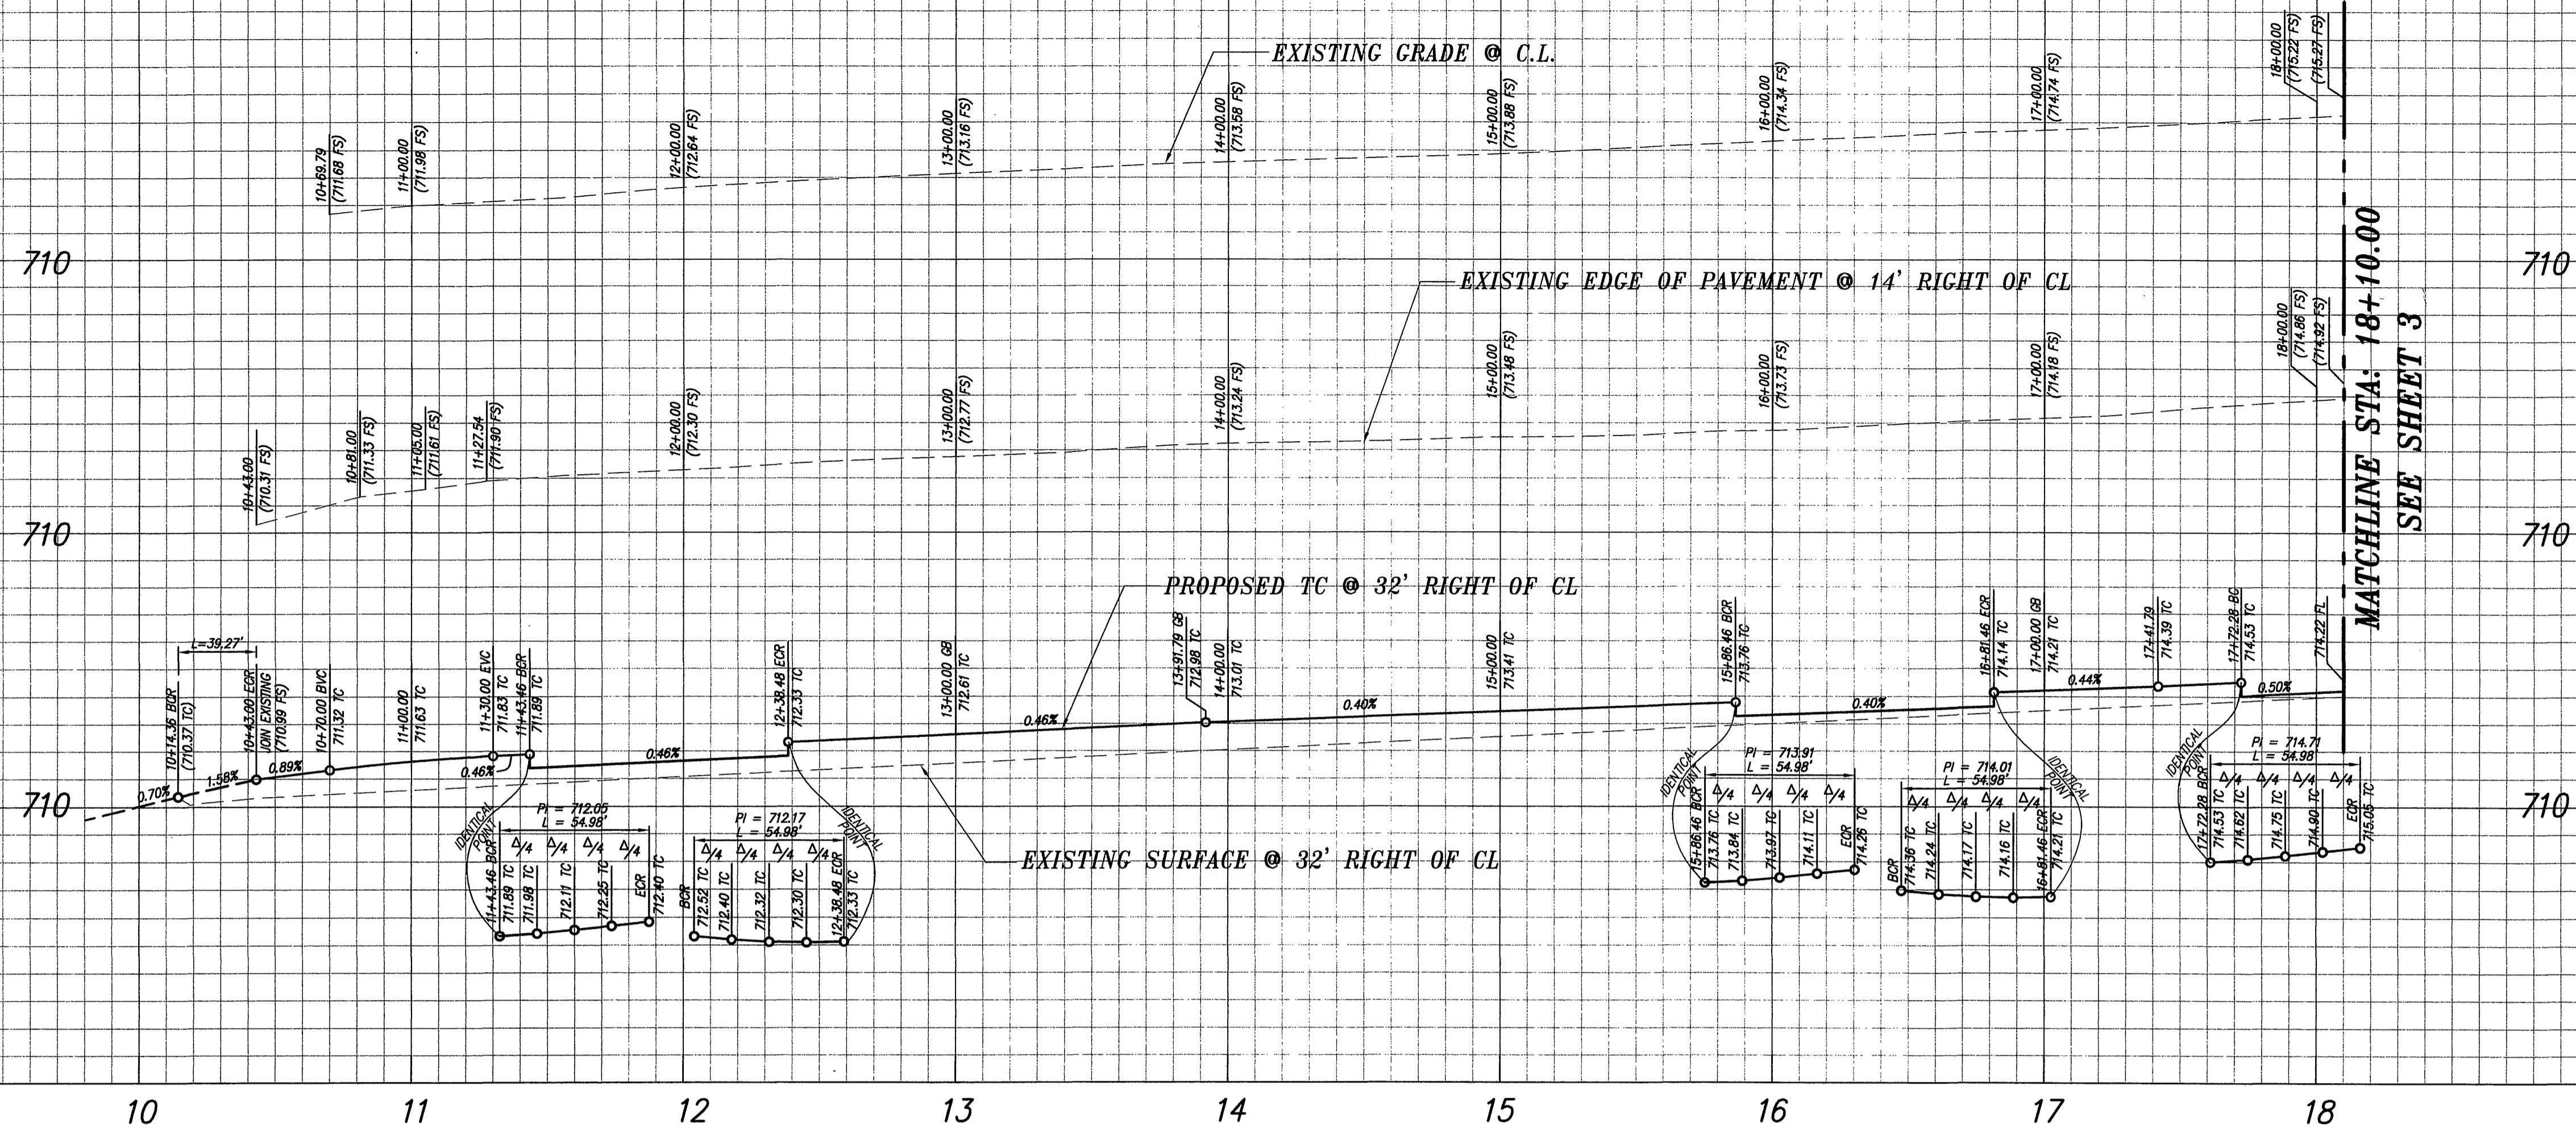 EXISTING GRADE @ C.L.
10+69.79
(711.68 FS)
11+00.00
(711.98 FS)
12+00.00
(712.64 FS)
13+00.00
(713.16 FS)
14+00.00
(713.58 FS)
15+00.00
(713.88 FS)
16+00.00
(714.34 FS)
17+00.00
(714.74 FS)
18+00.00
(715.22 FS)
(715.27 FS)
710
710
EXISTING EDGE OF PAVEMENT @ 14' RIGHT OF CL
10+43.00
(710.31 FS)
10+81.00
(711.33 FS)
11+05.00
(711.61 FS)
11+27.54
(711.90 FS)
12+00.00
(712.30 FS)
13+00.00
(712.77 FS)
14+00.00
(713.24 FS)
15+00.00
(713.48 FS)
16+00.00
(713.73 FS)
17+00.00
(714.18 FS)
18+00.00
(714.86 FS)
(714.92 FS)
MATCHLINE STA: 18+10.00
SEE SHEET 3
710
710
PROPOSED TC @ 32' RIGHT OF CL
L=39.27'
10+14.36 BCR
(710.37 TC)
10+43.00 ECR
JOIN EXISTING
(710.99 FS)
10+70.00 BVC
711.32 TC
11+00.00
711.63 TC
11+30.00 EVC
711.83 TC
11+43.46 BCR
711.89 TC
12+38.48 ECR
712.33 TC
13+00.00 GB
712.61 TC
13+91.79 GB
712.98 TC
14+00.00
713.01 TC
15+00.00
713.41 TC
15+86.46 BCR
713.76 TC
16+81.46 ECR
714.14 TC
17+00.00 GB
714.21 TC
17+41.79
714.39 TC
17+72.28 BC
714.53 TC
714.22 FL
0.70%
1.58%
0.89%
0.46%
0.46%
0.46%
0.40%
0.40%
0.44%
0.50%
710
710
IDENTICAL
POINT
PI = 712.05
L = 54.98'
Δ/4
Δ/4
Δ/4
Δ/4
11+43.46 BCR
711.89 TC
711.98 TC
712.11 TC
712.25 TC
ECR
712.40 TC
PI = 712.17
L = 54.98'
Δ/4
Δ/4
Δ/4
Δ/4
BCR
712.52 TC
712.40 TC
712.32 TC
712.30 TC
12+38.48 ECR
712.33 TC
IDENTICAL
POINT
EXISTING SURFACE @ 32' RIGHT OF CL
IDENTICAL
POINT
PI = 713.91
L = 54.98'
Δ/4
Δ/4
Δ/4
Δ/4
15+86.46 BCR
713.76 TC
713.84 TC
713.97 TC
714.11 TC
ECR
714.26 TC
PI = 714.01
L = 54.98'
Δ/4
Δ/4
Δ/4
Δ/4
BCR
714.36 TC
714.24 TC
714.17 TC
714.16 TC
16+81.46 ECR
714.21 TC
IDENTICAL
POINT
IDENTICAL
POINT
PI = 714.71
L = 54.98'
Δ/4
Δ/4
Δ/4
Δ/4
17+72.28 BCR
714.53 TC
714.62 TC
714.75 TC
714.90 TC
ECR
715.05 TC
10
11
12
13
14
15
16
17
18